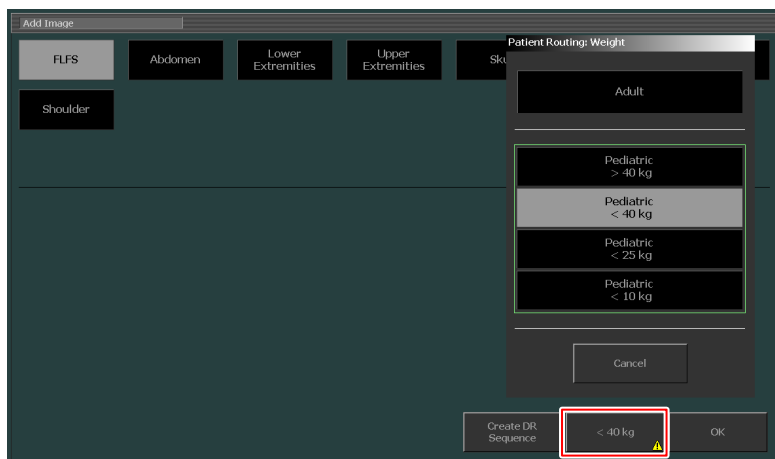 Add Image
Patient Routing: Weight
FLFS
Abdomen
Lower
Extremities
Upper
Extremities
Adult
Shoulder
Pediatric
> 40 kg
Pediatric
< 40 kg
Pediatric
< 25 kg
Pediatric
< 10 kg
Cancel
Create DR
Sequence
< 40 kg
OK